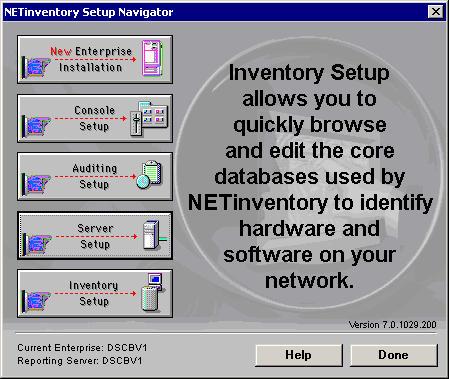 NETinventory Setup Navigator
New Enterprise
Installation
Console
Setup
Auditing
Setup
Server
Setup
Inventory
Setup
Inventory Setup
allows you to
quickly browse
and edit the core
databases used by
NETinventory to identify
hardware and
software on your
network.
Version 7.0.1029.200
Current Enterprise: DSCBV1
Reporting Server: DSCBV1
Help
Done